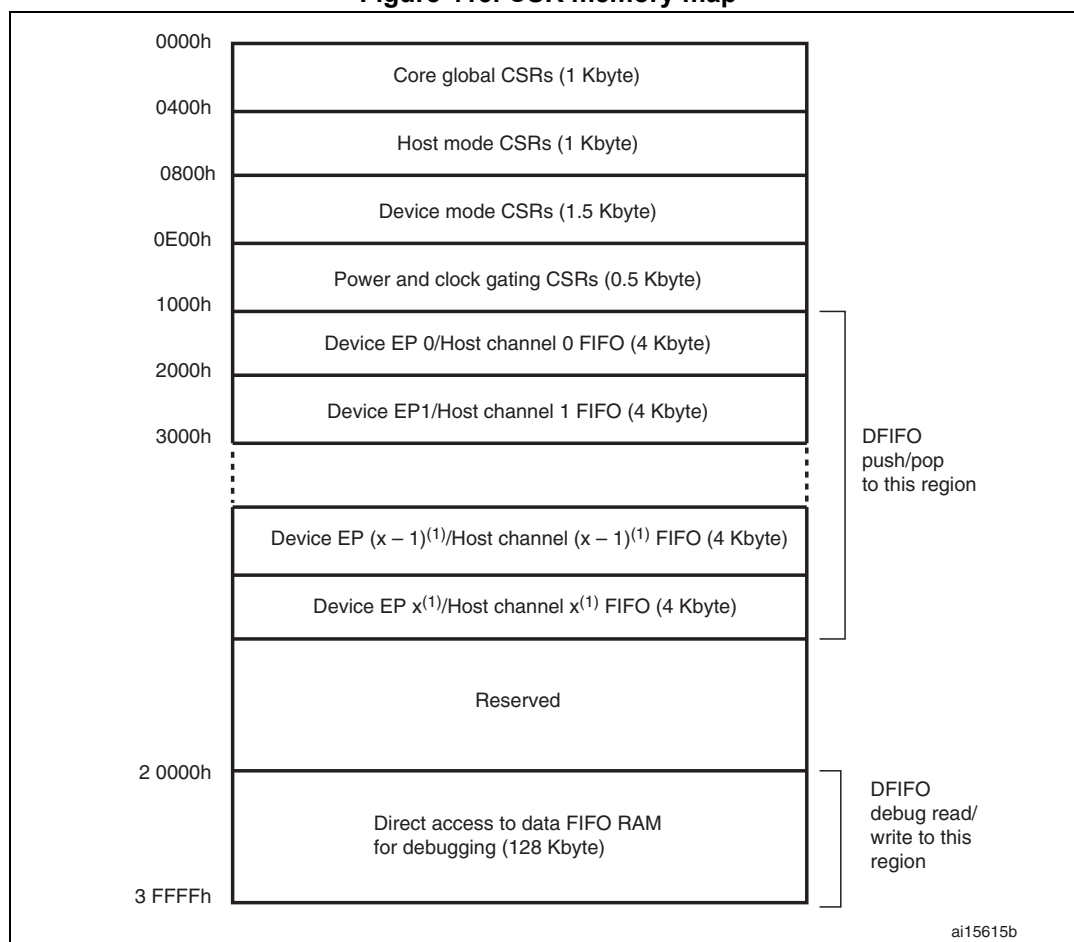 0000h
Core global CSRs (1 Kbyte)
0400h
Host mode CSRs (1 Kbyte)
0800h
Device mode CSRs (1.5 Kbyte)
0E00h
Power and clock gating CSRs (0.5 Kbyte)
1000h
Device EP 0/Host channel 0 FIFO (4 Kbyte)
2000h
Device EP1/Host channel 1 FIFO (4 Kbyte)
3000h
DFIFO
push/pop
to this region
Device EP (x – 1)(1)/Host channel (x – 1)(1) FIFO (4 Kbyte)
Device EP x(1)/Host channel x(1) FIFO (4 Kbyte)
Reserved
2 0000h
DFIFO
debug read/
write to this
region
Direct access to data FIFO RAM
for debugging (128 Kbyte)
3 FFFFh
ai15615b